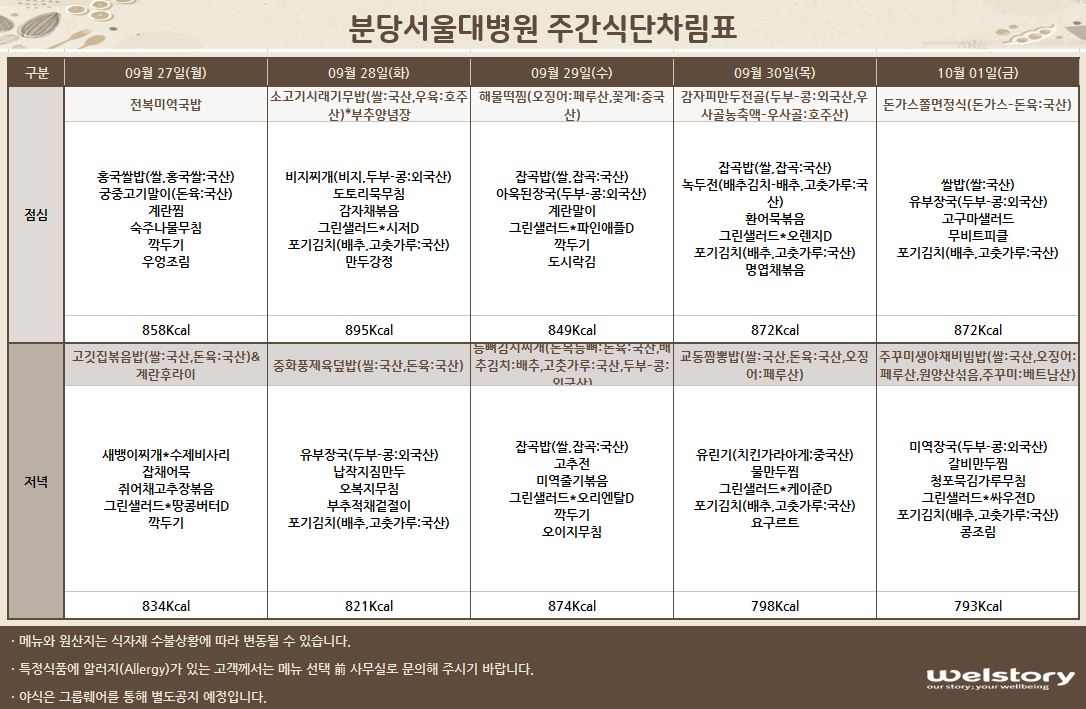 분당서울대병원 주간식단차림표
구분
09월 27일(월)
09월 28일(화)
09월 29일(수)
09월 30일(목)
10월 01일(금)
점심
전복미역국밥
홍국쌀밥(쌀,홍국쌀:국산)
궁중고기말이(돈육:국산)
계란찜
숙주나물무침
깍두기
우엉조림
858Kcal
소고기시래기무밥(쌀:국산,우육:호주
산)*부추양념장
비지찌개(비지,두부-콩:외국산)
도토리묵무침
감자채볶음
그린샐러드*시저D
포기김치(배추,고춧가루:국산)
만두강정
895Kcal
해물떡찜(오징어:페루산,꽃게:중국
산)
잡곡밥(쌀,잡곡:국산)
아욱된장국(두부-콩:외국산)
계란말이
그린샐러드*파인애플D
깍두기
도시락김
849Kcal
감자피만두전골(두부-콩:외국산,우
사골농축액-우사골:호주산)
잡곡밥(쌀,잡곡:국산)
녹두전(배추김치-배추,고춧가루:국
산)
환어묵볶음
그린샐러드*오렌지D
포기김치(배추,고춧가루:국산)
명엽채볶음
872Kcal
돈가스쫄면정식(돈가스-돈육:국산)
쌀밥(쌀:국산)
유부장국(두부-콩:외국산)
고구마샐러드
무비트피클
포기김치(배추,고춧가루:국산)
872Kcal
저녁
고깃집볶음밥(쌀:국산,돈육:국산)&
계란후라이
새뱅이찌개*수제비사리
잡채어묵
쥐어채고추장볶음
그린샐러드*땅콩버터D
깍두기
834Kcal
중화풍제육덮밥(쌀:국산,돈육:국산)
유부장국(두부-콩:외국산)
납작지짐만두
오복지무침
부추적채겉절이
포기김치(배추,고춧가루:국산)
821Kcal
등뼈김치찌개(돈목등뼈:돈육:국산,배
추김치:배추,고춧가루:국산,두부-콩:
외국산)
잡곡밥(쌀,잡곡:국산)
고추전
미역줄기볶음
그린샐러드*오리엔탈D
깍두기
오이지무침
874Kcal
교동짬뽕밥(쌀:국산,돈육:국산,오징
어:페루산)
유린기(치킨가라아게:중국산)
물만두찜
그린샐러드*케이준D
포기김치(배추,고춧가루:국산)
요구르트
798Kcal
주꾸미생야채비빔밥(쌀:국산,오징어:
페루산,원양산섞음,주꾸미:베트남산)
미역장국(두부-콩:외국산)
갈비만두찜
청포묵김가루무침
그린샐러드*싸우젼D
포기김치(배추,고춧가루:국산)
콩조림
793Kcal
· 메뉴와 원산지는 식자재 수불상황에 따라 변동될 수 있습니다.
· 특정식품에 알러지(Allergy)가 있는 고객께서는 메뉴 선택 前 사무실로 문의해 주시기 바랍니다.
· 야식은 그룹웨어를 통해 별도공지 예정입니다.
welstory
our story; your wellbeing